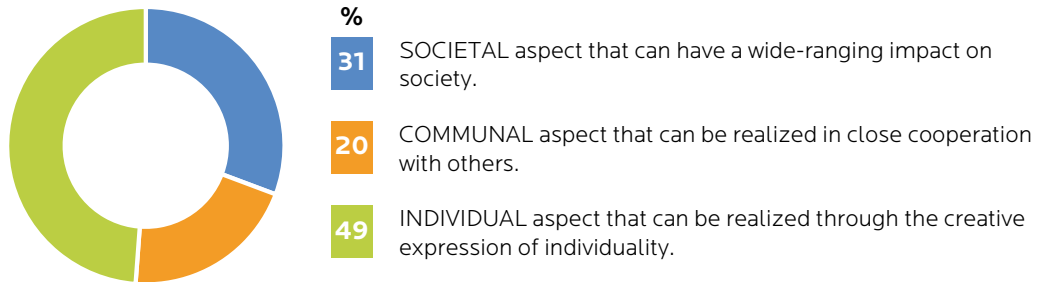 %
31
SOCIETAL aspect that can have a wide-ranging impact on
society.
20
COMMUNAL aspect that can be realized in close cooperation
with others.
49
INDIVIDUAL aspect that can be realized through the creative
expression of individuality.